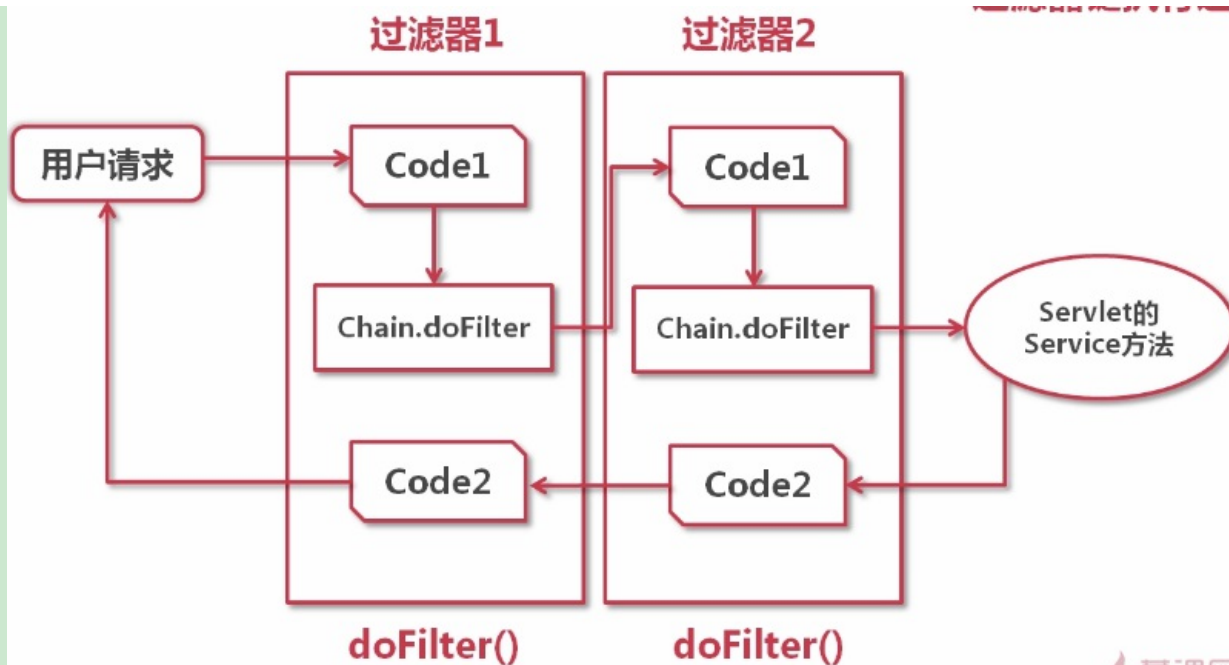 过滤器1
过滤器2
用户请求
Code1
Code1
Chain.doFilter
Chain.doFilter
Servlet的
Service方法
Code2
Code2
doFilter()
doFilter()